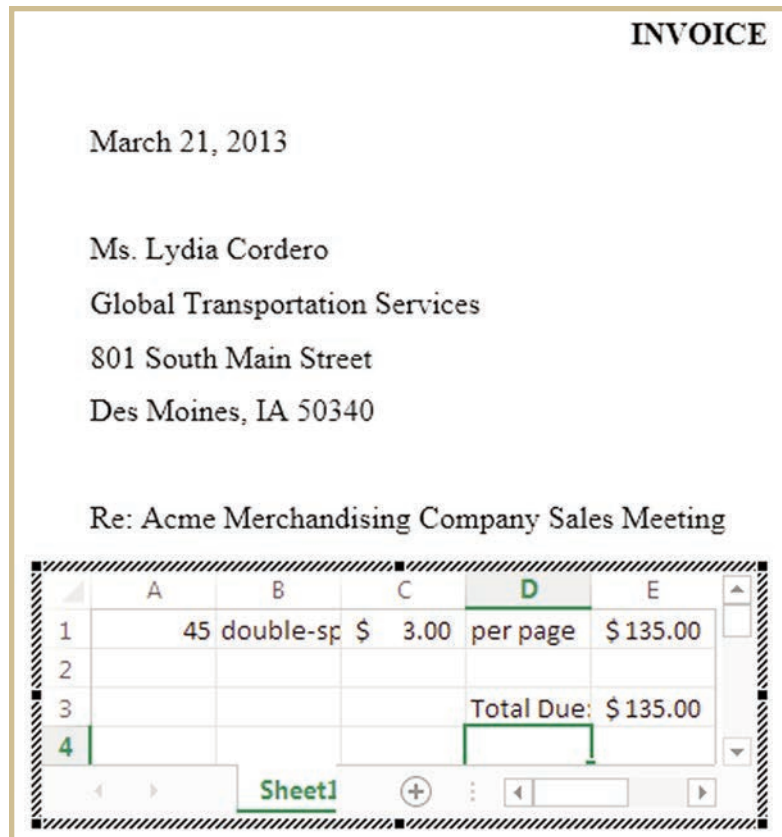 INVOICE
March 21, 2013
Ms. Lydia Cordero
Global Transportation Services
801 South Main Street
Des Moines, IA 50340
Re: Acme Merchandising Company Sales Meeting
A B C D E
1 45 double-sp $ 3.00 per page $ 135.00
2
3 Total Due: $ 135.00
4
Sheet1